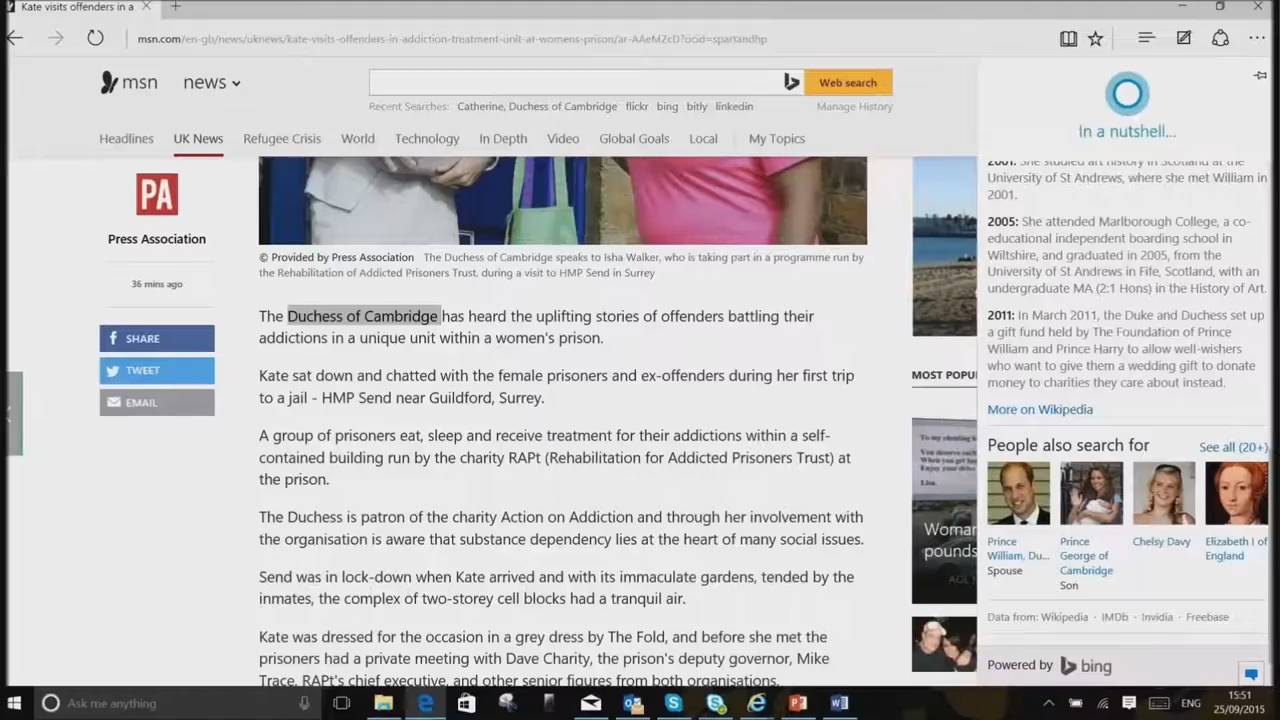 Kate visits offenders in a
msn.com/en-gb/news/uknews/kate-visits-offenders-in-addiction-treatment-unit-at-womens-prison/ar-AAeMZcD?ocid=spartandhp
msn news
Web search
Recent Searches: Catherine, Duchess of Cambridge flickr bing bitly linkedin Manage History
Headlines UK News Refugee Crisis World Technology In Depth Video Global Goals Local My Topics
PA
Press Association
36 mins ago
SHARE
TWEET
EMAIL
© Provided by Press Association The Duchess of Cambridge speaks to Isha Walker, who is taking part in a programme run by
the Rehabilitation of Addicted Prisoners Trust, during a visit to HMP Send in Surrey
The Duchess of Cambridge has heard the uplifting stories of offenders battling their
addictions in a unique unit within a women's prison.
Kate sat down and chatted with the female prisoners and ex-offenders during her first trip
to a jail - HMP Send near Guildford, Surrey.
A group of prisoners eat, sleep and receive treatment for their addictions within a self-
contained building run by the charity RAPt (Rehabilitation for Addicted Prisoners Trust) at
the prison.
The Duchess is patron of the charity Action on Addiction and through her involvement with
the organisation is aware that substance dependency lies at the heart of many social issues.
Send was in lock-down when Kate arrived and with its immaculate gardens, tended by the
inmates, the complex of two-storey cell blocks had a tranquil air.
Kate was dressed for the occasion in a grey dress by The Fold, and before she met the
prisoners had a private meeting with Dave Charity, the prison's deputy governor, Mike
Trace, RAPt's chief executive, and other senior figures from both organisations.
MOST POPU
Woman
pounds
In a nutshell...
2001: She studied art history in Scotland at the
University of St Andrews, where she met William in
2001.
2005: She attended Marlborough College, a co-
educational independent boarding school in
Wiltshire, and graduated in 2005, from the
University of St Andrews in Fife, Scotland, with an
undergraduate MA (2:1 Hons) in the History of Art.
2011: In March 2011, the Duke and Duchess set up
a gift fund held by The Foundation of Prince
William and Prince Harry to allow well-wishers
who want to give them a wedding gift to donate
money to charities they care about instead.
More on Wikipedia
People also search for See all (20+)
Prince
William, Du...
Spouse
Prince
George of
Cambridge
Son
Chelsy Davy
Elizabeth I of
England
Data from: Wikipedia · IMDb · Invidia · Freebase
Powered by bing
Ask me anything
ENG
15:51
25/09/2015